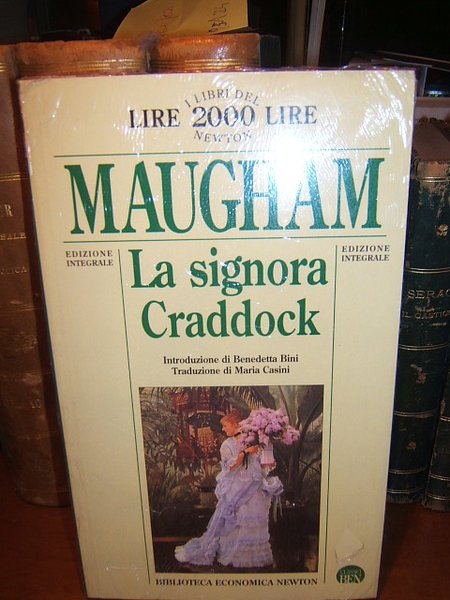 I LIBRI DEL
LIRE 2000 LIRE
NEWTON
MAUGHAM
EDIZIONE
INTEGRALE
EDIZIONE
INTEGRALE
La signora
Craddock
Introduzione di Benedetta Bini
Traduzione di Maria Casini
BIBLIOTECA ECONOMICA NEWTON
CLASSICI
BEN
SERAO